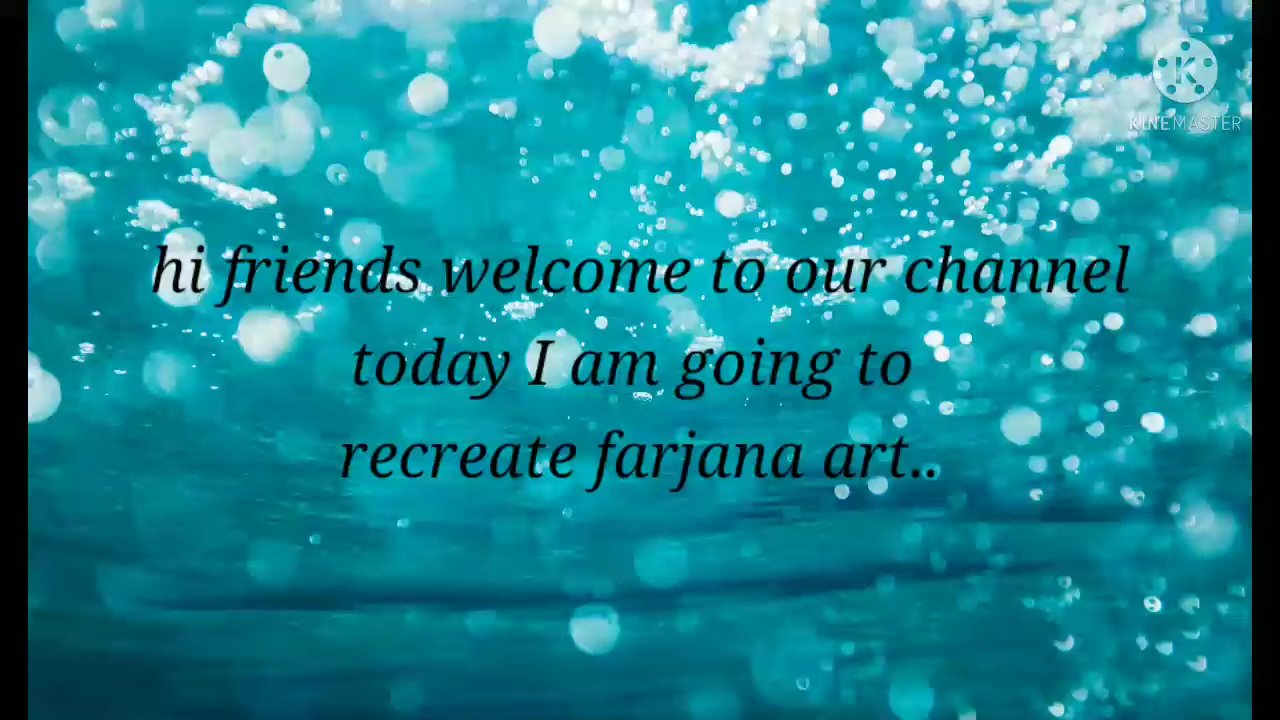 KINEMASTER
hi friends welcome to our channel
today I am going to
recreate farjana art..